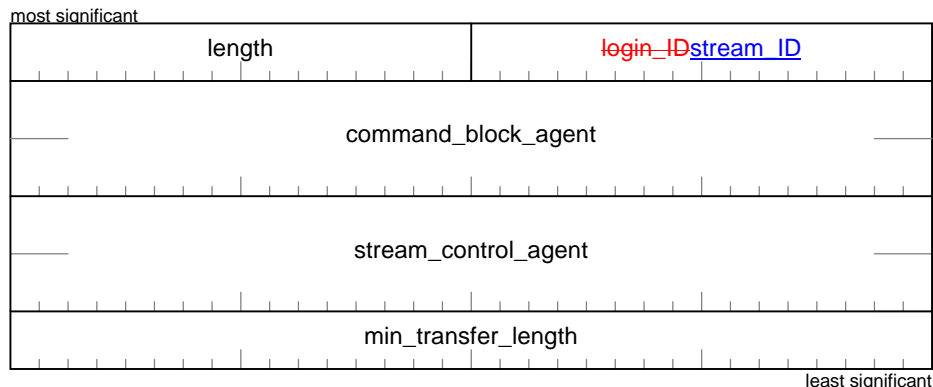 most significant
length login_IDstream_ID
command_block_agent
stream_control_agent
min_transfer_length
least significant